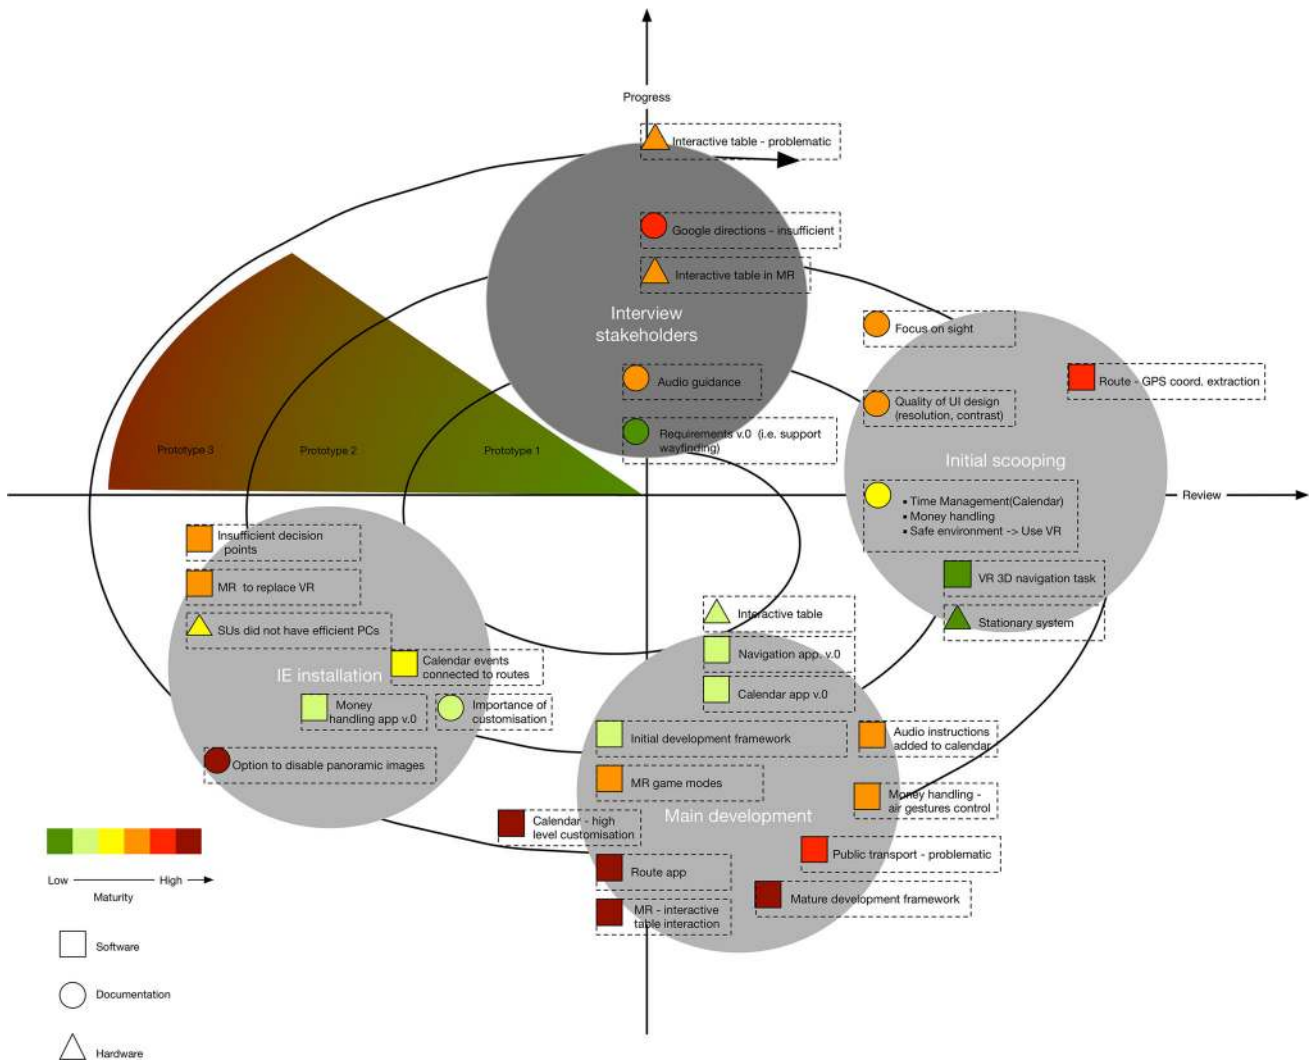 Progress
Interactive table - problematic
Google directions - insufficient
Interactive table in MR
Interview
stakeholders
Focus on sight
Route - GPS coord. extraction
Audio guidance
Quality of UI design
(resolution, contrast)
Requirements v.0 (i.e. support
wayfinding)
Prototype 3
Prototype 2
Prototype 1
Initial scooping
Review
▪ Time Management(Calendar)
▪ Money handling
▪ Safe environment -> Use VR
Insufficient decision
points
MR to replace VR
VR 3D navigation task
SUs did not have efficient PCs
Interactive table
Stationary system
IE installation
Calendar events
connected to routes
Navigation app. v.0
Calendar app v.0
Money
handling app v.0
Importance of
customisation
Initial development framework
Audio instructions
added to calendar
Option to disable panoramic images
MR game modes
Money handling -
air gestures control
Calendar - high
level customisation
Main development
Public transport - problematic
Route app
Mature development framework
MR - interactive
table interaction
Low
High
Maturity
Software
Documentation
Hardware